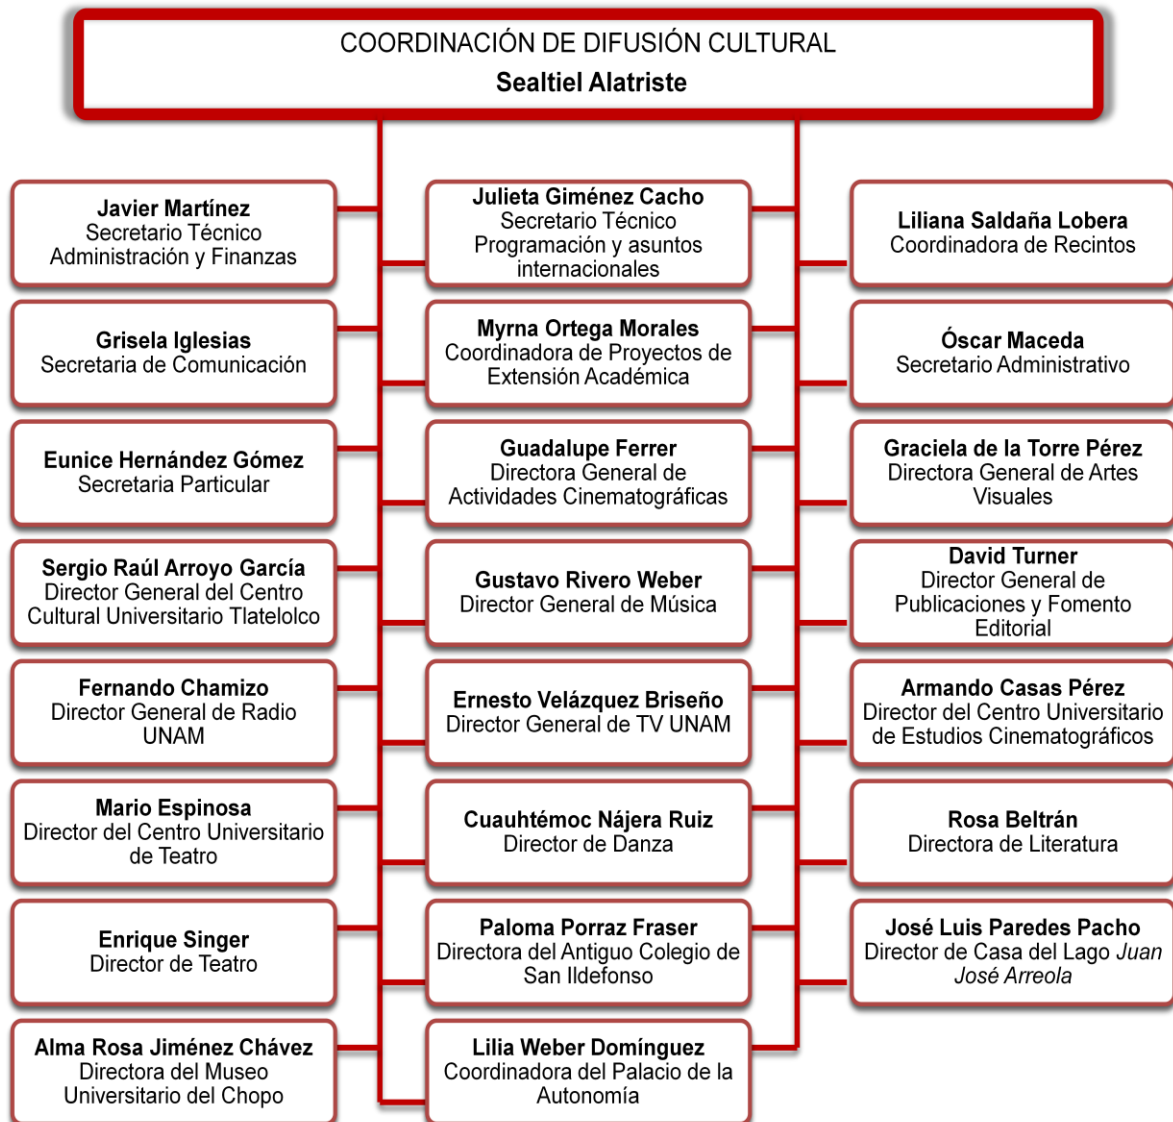 COORDINACIÓN DE DIFUSIÓN CULTURAL
Sealtiel Alatriste
Javier Martínez
Secretario Técnico
Administración y Finanzas
Julieta Giménez Cacho
Secretario Técnico
Programación y asuntos
internacionales
Liliana Saldaña Lobera
Coordinadora de Recintos
Grisela Iglesias
Secretaria de Comunicación
Myrna Ortega Morales
Coordinadora de Proyectos de
Extensión Académica
Óscar Maceda
Secretario Administrativo
Eunice Hernández Gómez
Secretaria Particular
Guadalupe Ferrer
Directora General de
Actividades Cinematográficas
Graciela de la Torre Pérez
Directora General de Artes
Visuales
Sergio Raúl Arroyo García
Director General del Centro
Cultural Universitario Tlatelolco
Gustavo Rivero Weber
Director General de Música
David Turner
Director General de
Publicaciones y Fomento
Editorial
Fernando Chamizo
Director General de Radio
UNAM
Ernesto Velázquez Briseño
Director General de TV UNAM
Armando Casas Pérez
Director del Centro Universitario
de Estudios Cinematográficos
Mario Espinosa
Director del Centro Universitario
de Teatro
Cuauhtémoc Nájera Ruiz
Director de Danza
Rosa Beltrán
Directora de Literatura
Enrique Singer
Director de Teatro
Paloma Porraz Fraser
Directora del Antiguo Colegio de
San Ildefonso
José Luis Paredes Pacho
Director de Casa del Lago Juan
José Arreola
Alma Rosa Jiménez Chávez
Directora del Museo
Universitario del Chopo
Lilia Weber Domínguez
Coordinadora del Palacio de la
Autonomía